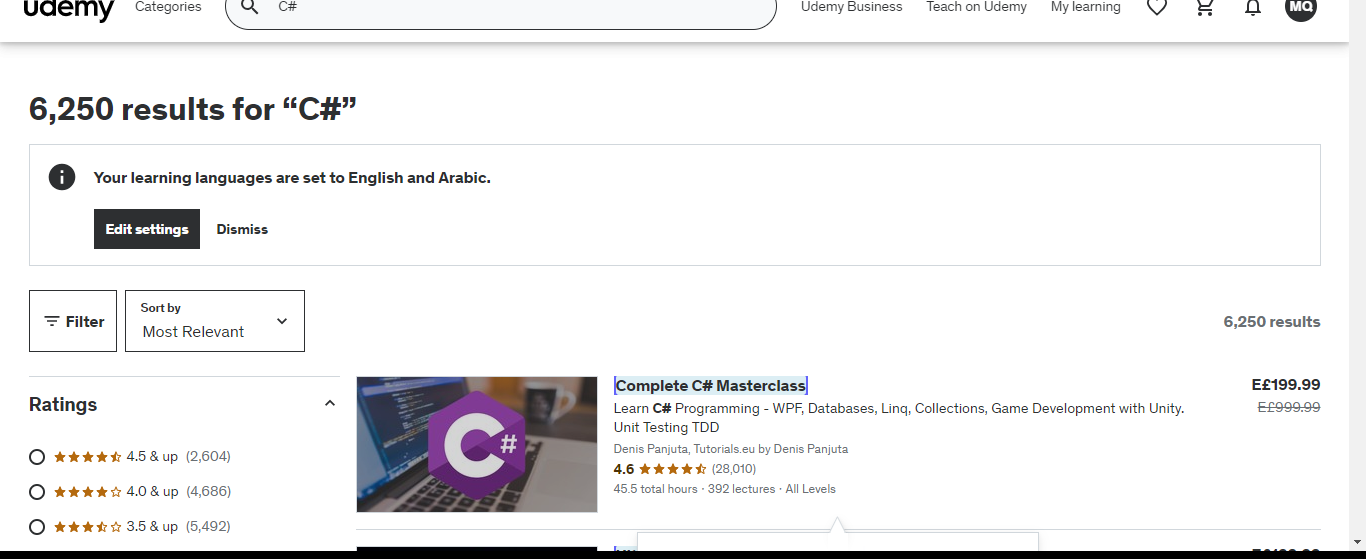 udemy
Categories
C#
Udemy Business
Teach on Udemy
My learning
MQ
6,250 results for “C#”
Your learning languages are set to English and Arabic.
Edit settings
Dismiss
Filter
Sort by
Most Relevant
6,250 results
Ratings
4.5 & up (2,604)
4.0 & up (4,686)
3.5 & up (5,492)
C#
Complete C# Masterclass
E£199.99
Learn C# Programming - WPF, Databases, Linq, Collections, Game Development with Unity.
E£999.99
Unit Testing TDD
Denis Panjuta, Tutorials.eu by Denis Panjuta
4.6 (28,010)
45.5 total hours · 392 lectures · All Levels